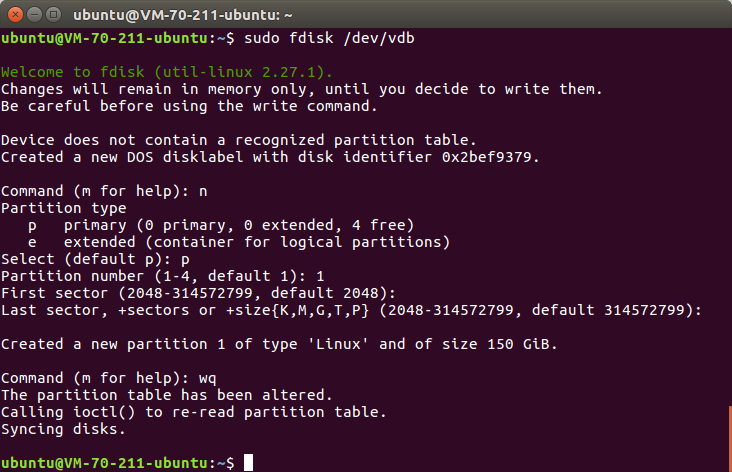 ubuntu@VM-70-211-ubuntu: ~
ubuntu@VM-70-211-ubuntu:~$ sudo fdisk /dev/vdb
Welcome to fdisk (util-linux 2.27.1).
Changes will remain in memory only, until you decide to write them.
Be careful before using the write command.
Device does not contain a recognized partition table.
Created a new DOS disklabel with disk identifier 0x2bef9379.
Command (m for help): n
Partition type
   p   primary (0 primary, 0 extended, 4 free)
   e   extended (container for logical partitions)
Select (default p): p
Partition number (1-4, default 1): 1
First sector (2048-314572799, default 2048):
Last sector, +sectors or +size{K,M,G,T,P} (2048-314572799, default 314572799):
Created a new partition 1 of type 'Linux' and of size 150 GiB.
Command (m for help): wq
The partition table has been altered.
Calling ioctl() to re-read partition table.
Syncing disks.
ubuntu@VM-70-211-ubuntu:~$